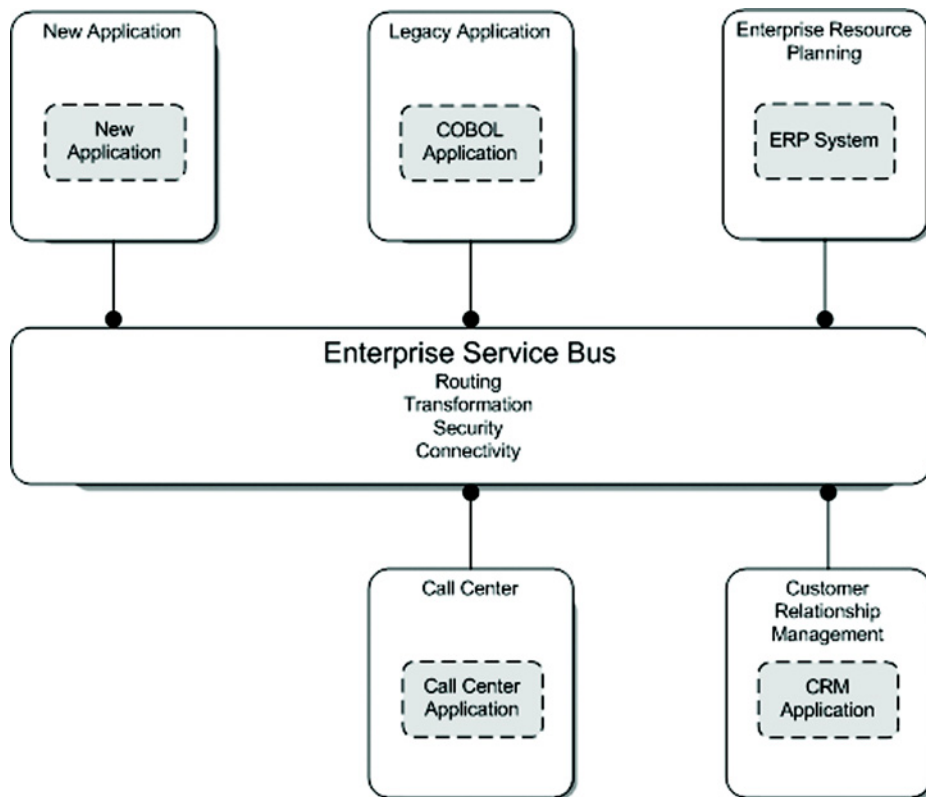 New Application
New
Application
Legacy Application
COBOL
Application
Enterprise Resource
Planning
ERP System
Enterprise Service Bus
Routing
Transformation
Security
Connectivity
Call Center
Call Center
Application
Customer
Relationship
Management
CRM
Application